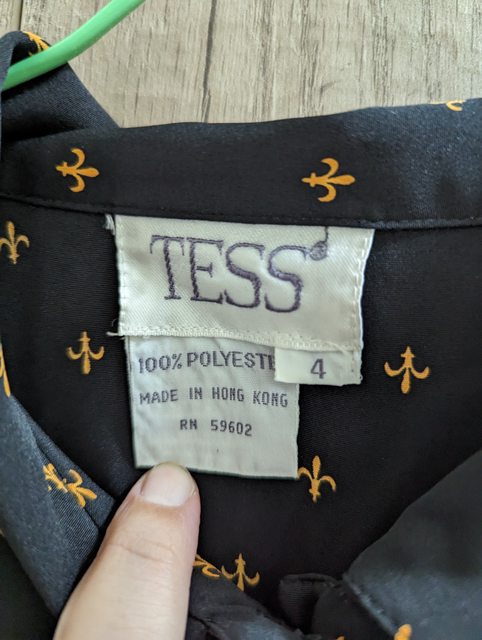 TESS
100% POLYESTE
4
MADE IN HONG KONG
RN 59602